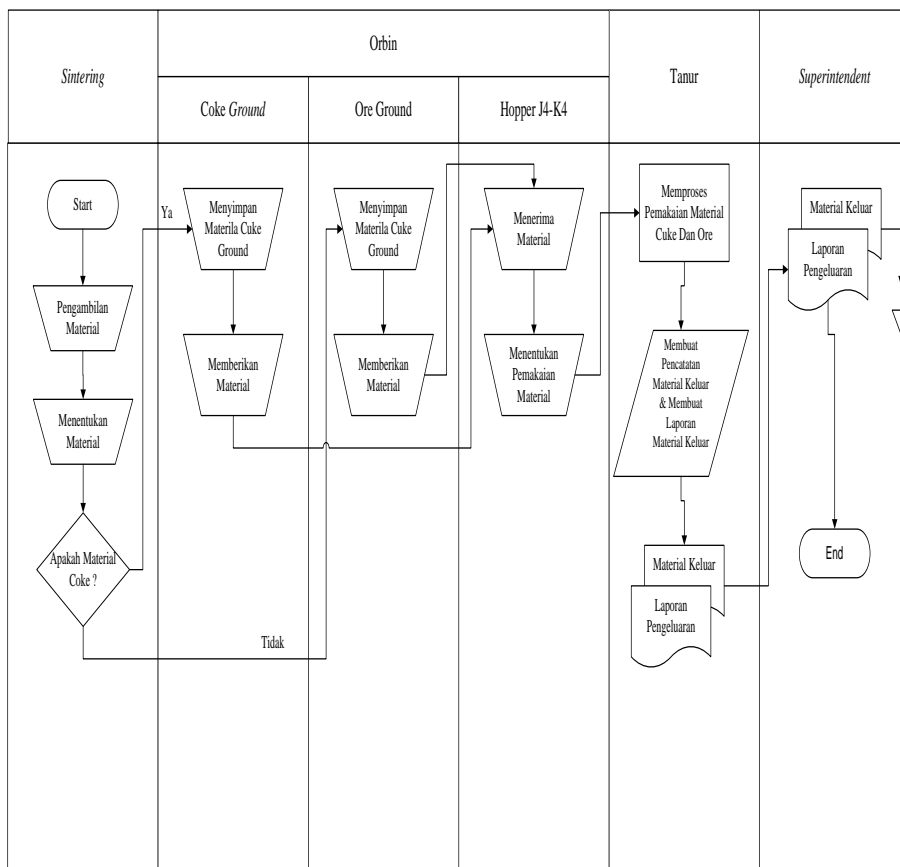 Sintering
Orbin
Coke Ground
Ore Ground
Hopper J4-K4
Tanur
Superintendent
Start
Pengambilan
Material
Menentukan
Material
Apakah Material
Coke ?
Ya
Tidak
Menyimpan
Materila Cuke
Ground
Memberikan
Material
Menyimpan
Materila Cuke
Ground
Memberikan
Material
Menerima
Material
Menentukan
Pemakaian
Material
Memproses
Pemakaian Material
Cuke Dan Ore
Membuat
Pencatatan
Material Keluar
& Membuat
Laporan
Material Keluar
Material Keluar
Laporan
Pengeluaran
Material Keluar
Laporan
Pengeluaran
End